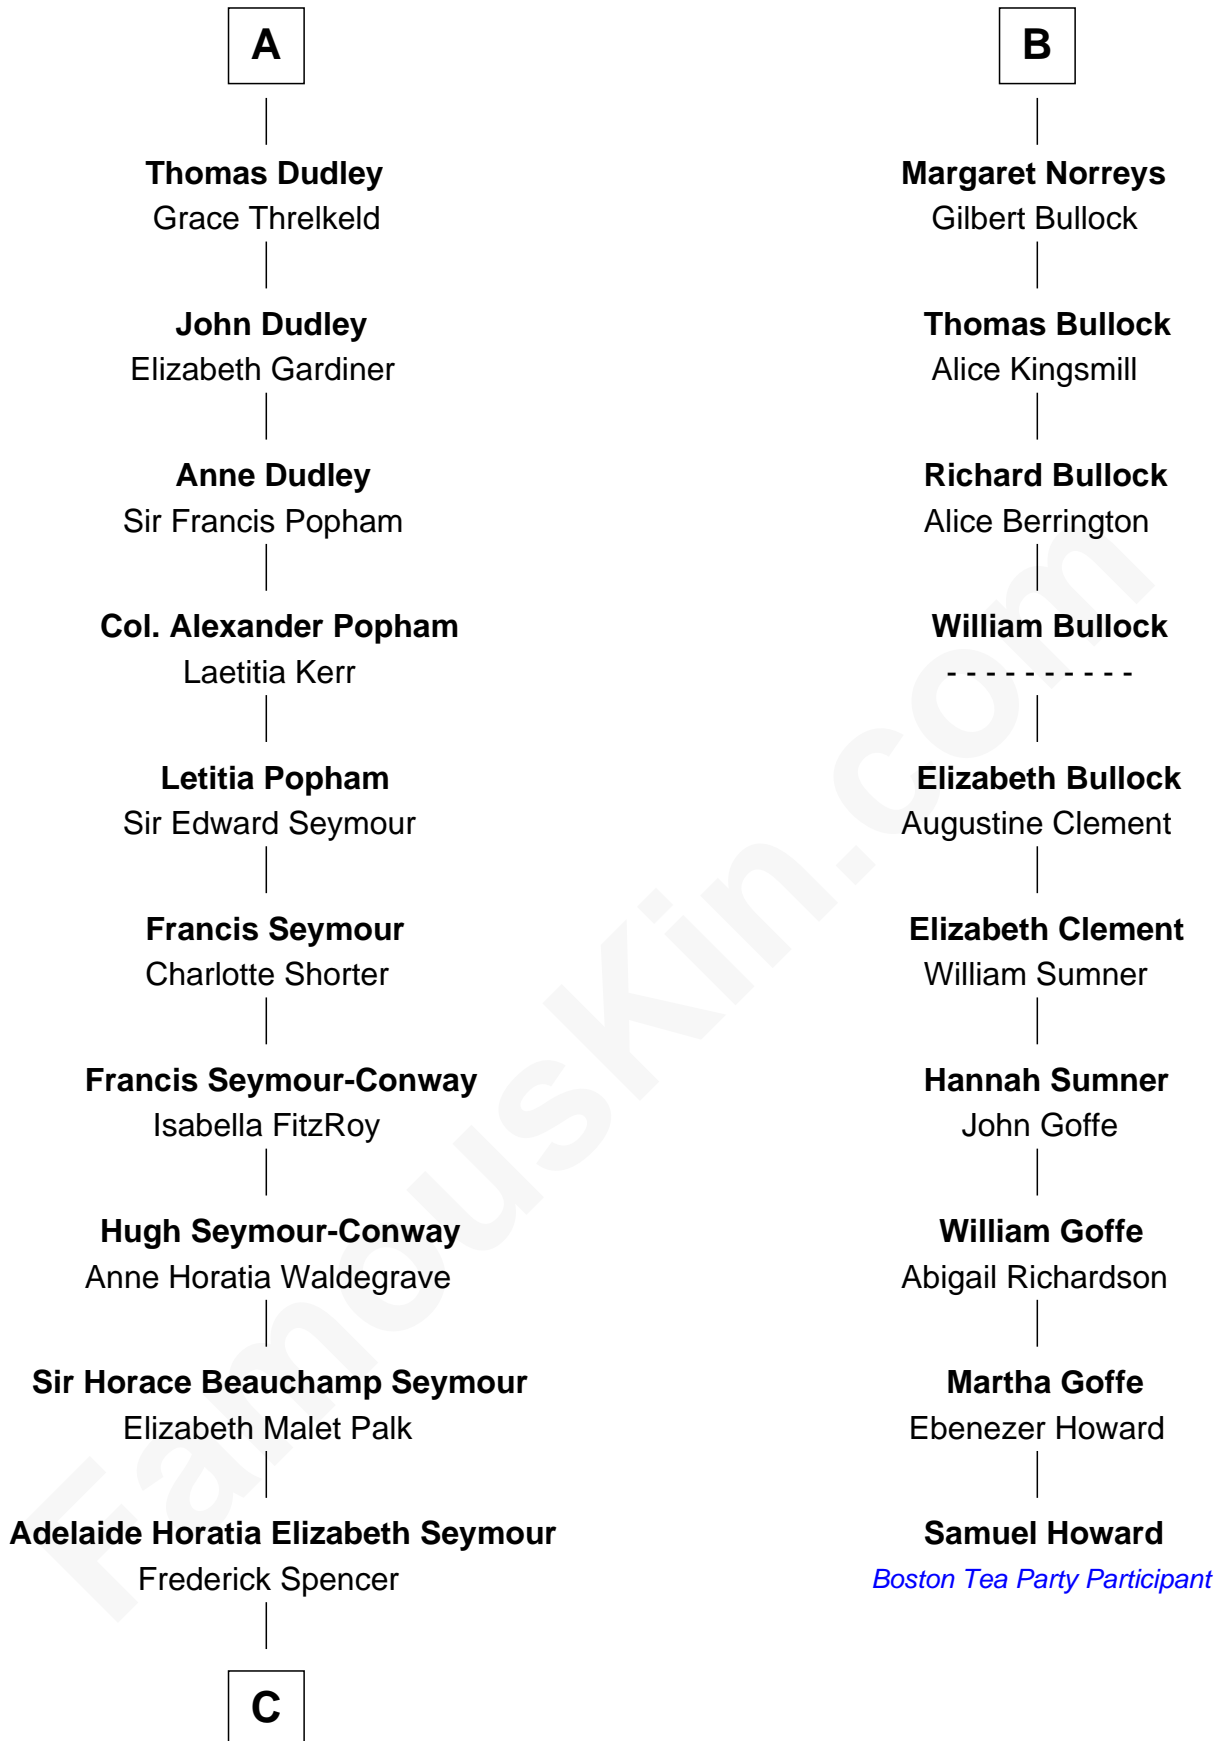 A
Thomas Dudley
Grace Threlkeld
John Dudley
Elizabeth Gardiner
Anne Dudley
Sir Francis Popham
Col. Alexander Popham
Laetitia Kerr
Letitia Popham
Sir Edward Seymour
Francis Seymour
Charlotte Shorter
Francis Seymour-Conway
Isabella FitzRoy
Hugh Seymour-Conway
Anne Horatia Waldegrave
Sir Horace Beauchamp Seymour
Elizabeth Malet Palk
Adelaide Horatia Elizabeth Seymour
Frederick Spencer
C
B
Margaret Norreys
Gilbert Bullock
Thomas Bullock
Alice Kingsmill
Richard Bullock
Alice Berrington
William Bullock
- - - - - - - - - -
Elizabeth Bullock
Augustine Clement
Elizabeth Clement
William Sumner
Hannah Sumner
John Goffe
William Goffe
Abigail Richardson
Martha Goffe
Ebenezer Howard
Samuel Howard
Boston Tea Party Participant
FamousKin.com